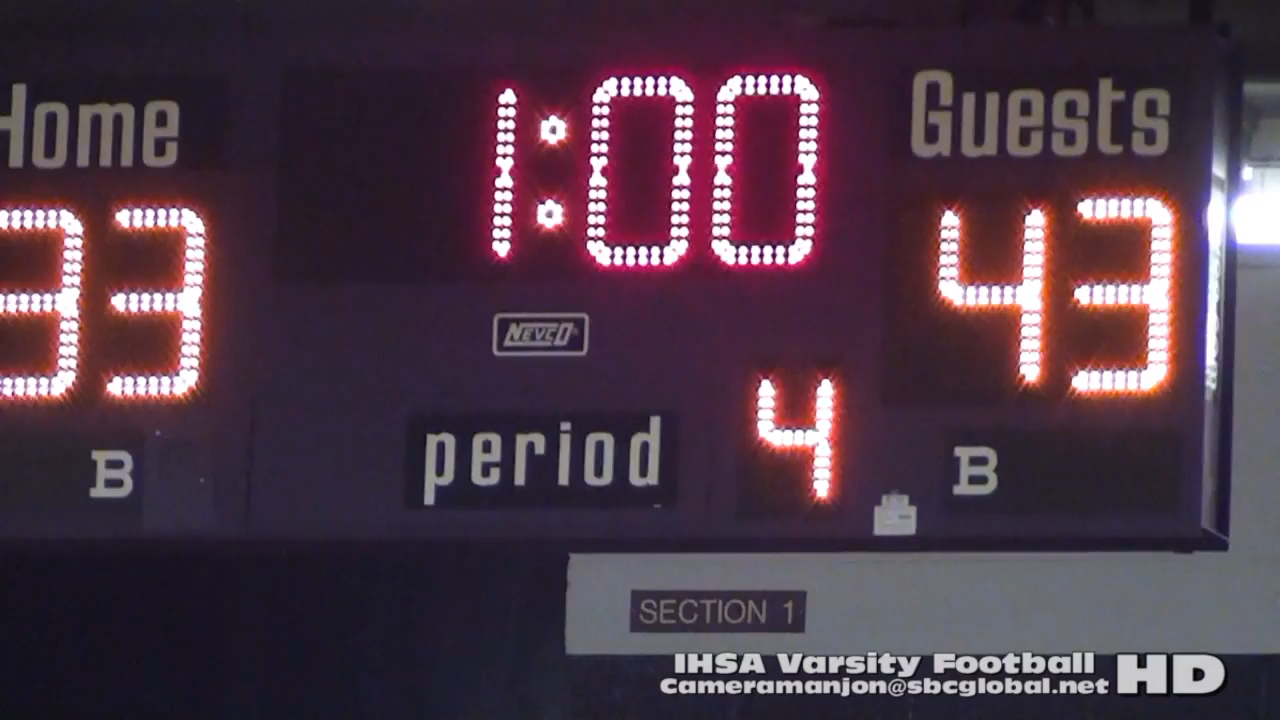 Home 1:00 Guests
33 43
NEVCO
period 4
B B
SECTION 1
IHSA Varsity Football HD
Cameramanjon@sbcglobal.net